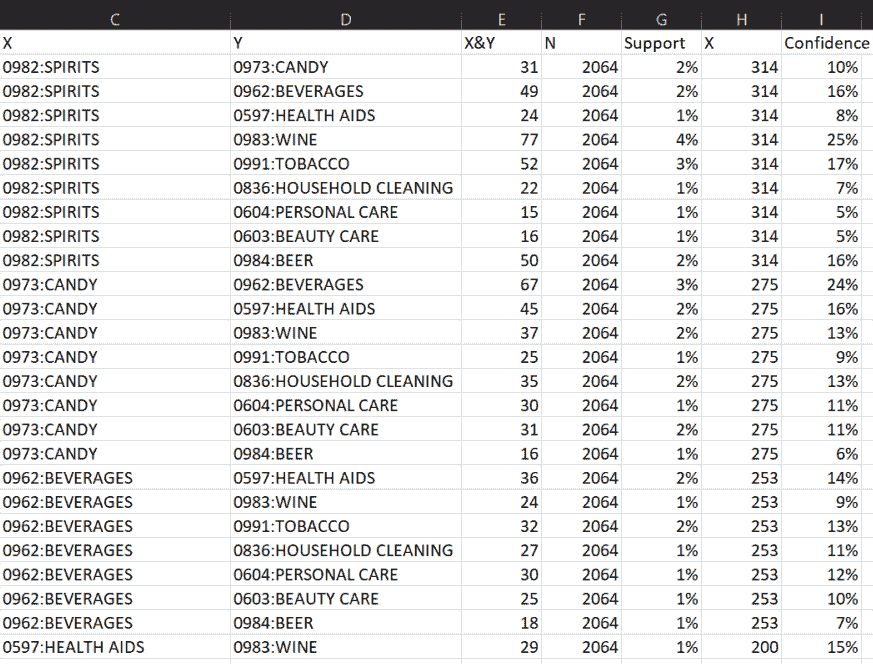 C D E F G H I
X Y X&Y N Support X Confidence
0982:SPIRITS 0973:CANDY 31 2064 2% 314 10%
0982:SPIRITS 0962:BEVERAGES 49 2064 2% 314 16%
0982:SPIRITS 0597:HEALTH AIDS 24 2064 1% 314 8%
0982:SPIRITS 0983:WINE 77 2064 4% 314 25%
0982:SPIRITS 0991:TOBACCO 52 2064 3% 314 17%
0982:SPIRITS 0836:HOUSEHOLD CLEANING 22 2064 1% 314 7%
0982:SPIRITS 0604:PERSONAL CARE 15 2064 1% 314 5%
0982:SPIRITS 0603:BEAUTY CARE 16 2064 1% 314 5%
0982:SPIRITS 0984:BEER 50 2064 2% 314 16%
0973:CANDY 0962:BEVERAGES 67 2064 3% 275 24%
0973:CANDY 0597:HEALTH AIDS 45 2064 2% 275 16%
0973:CANDY 0983:WINE 37 2064 2% 275 13%
0973:CANDY 0991:TOBACCO 25 2064 1% 275 9%
0973:CANDY 0836:HOUSEHOLD CLEANING 35 2064 2% 275 13%
0973:CANDY 0604:PERSONAL CARE 30 2064 1% 275 11%
0973:CANDY 0603:BEAUTY CARE 31 2064 2% 275 11%
0973:CANDY 0984:BEER 16 2064 1% 275 6%
0962:BEVERAGES 0597:HEALTH AIDS 36 2064 2% 253 14%
0962:BEVERAGES 0983:WINE 24 2064 1% 253 9%
0962:BEVERAGES 0991:TOBACCO 32 2064 2% 253 13%
0962:BEVERAGES 0836:HOUSEHOLD CLEANING 27 2064 1% 253 11%
0962:BEVERAGES 0604:PERSONAL CARE 30 2064 1% 253 12%
0962:BEVERAGES 0603:BEAUTY CARE 25 2064 1% 253 10%
0962:BEVERAGES 0984:BEER 18 2064 1% 253 7%
0597:HEALTH AIDS 0983:WINE 29 2064 1% 200 15%